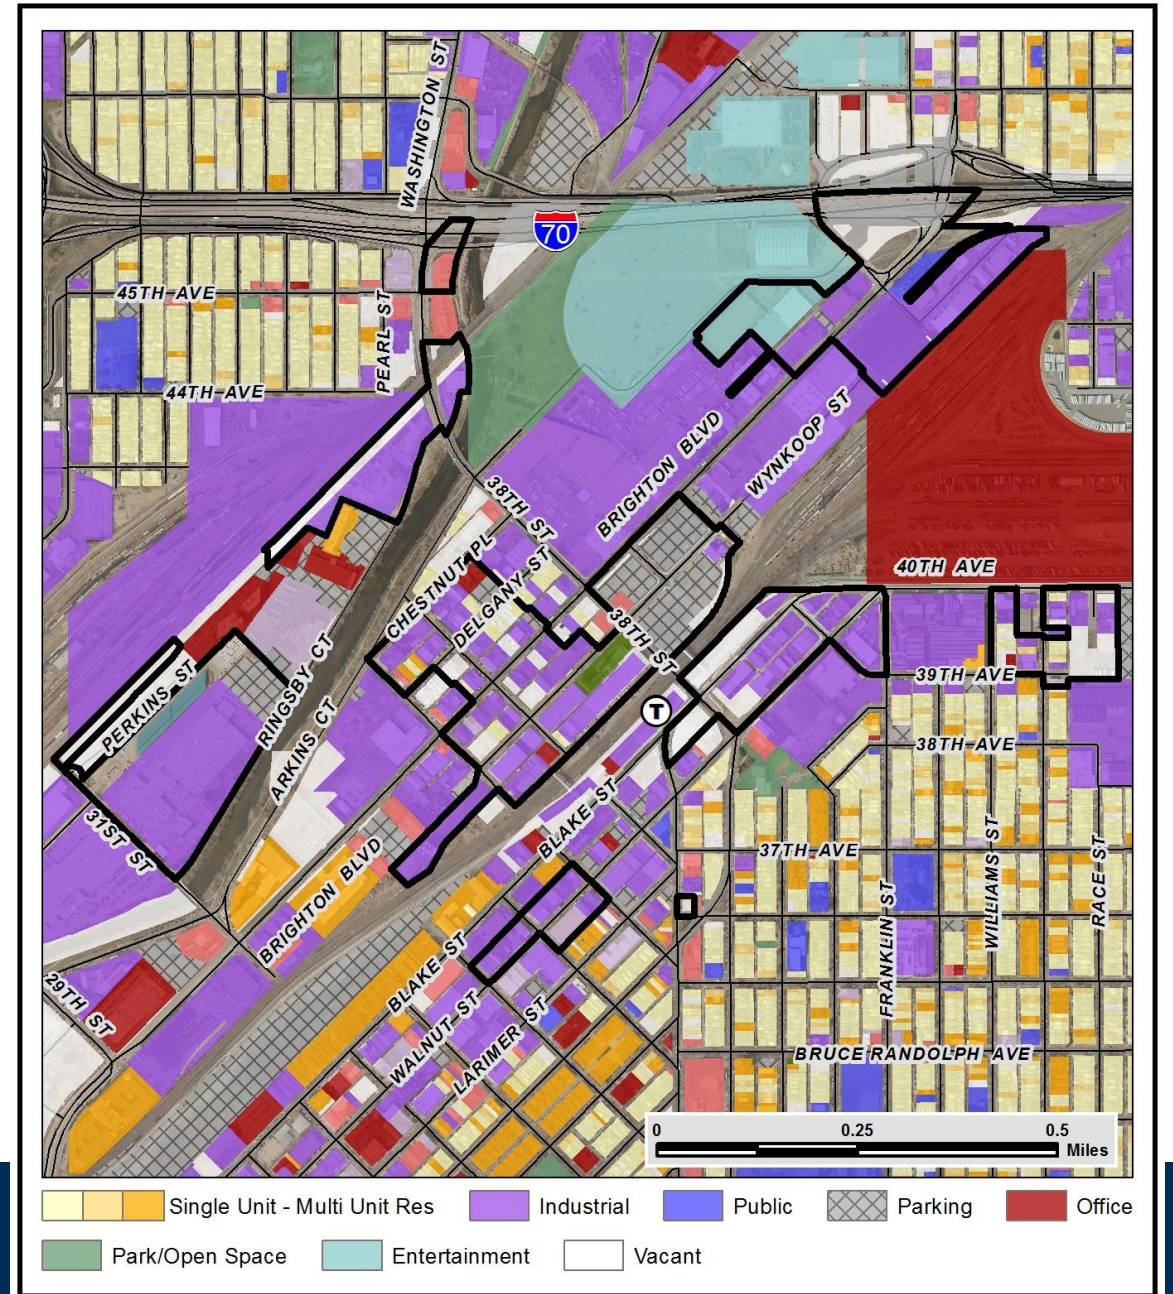 WASHINGTON ST
70
45TH AVE
PEARL ST
44TH AVE
38TH ST
BRIGHTON BLVD
WYNKOOP ST
CHESTNUT PL
DELGANY ST
40TH AVE
38TH ST
39TH AVE
PERKINS ST
RINGSBY CT
ARKINS CT
T
38TH AVE
31ST ST
BLAKE ST
37TH AVE
BRIGHTON BLVD
FRANKLIN ST
WILLIAMS ST
RACE ST
29TH ST
BLAKE ST
WALNUT ST
LARIMER ST
BRUCE RANDOLPH AVE
0 0.25 0.5
Miles
Single Unit - Multi Unit Res Industrial Public Parking Office
Park/Open Space Entertainment Vacant